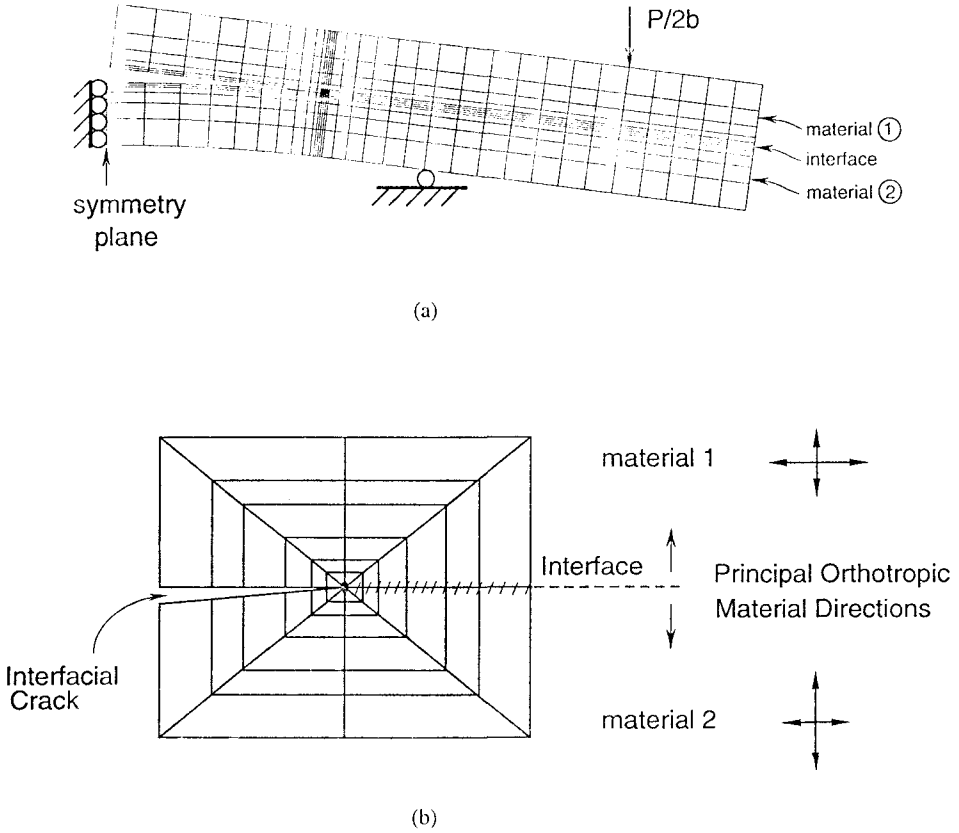 P/2b
material ①
interface
material ②
symmetry
plane
(a)
material 1
Interface
Principal Orthotropic
Material Directions
Interfacial
Crack
material 2
(b)